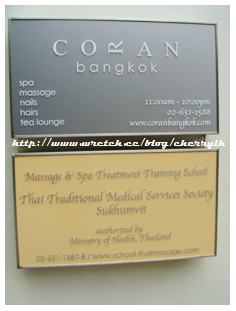 CORAN
bangkok
spa
massage
nails
hairs
tea lounge
11:00am - 10:00pm
02-651-1588
www.coranbangkok.com
http://www.wretch.cc/blog/cherrylk
Massage & Spa Treatment Training School
Thai Traditional Medical Services Society
Sukhumvit
authorized by
Ministry of Health, Thailand
02-651-1587-8 / www.school-thaimassage.com